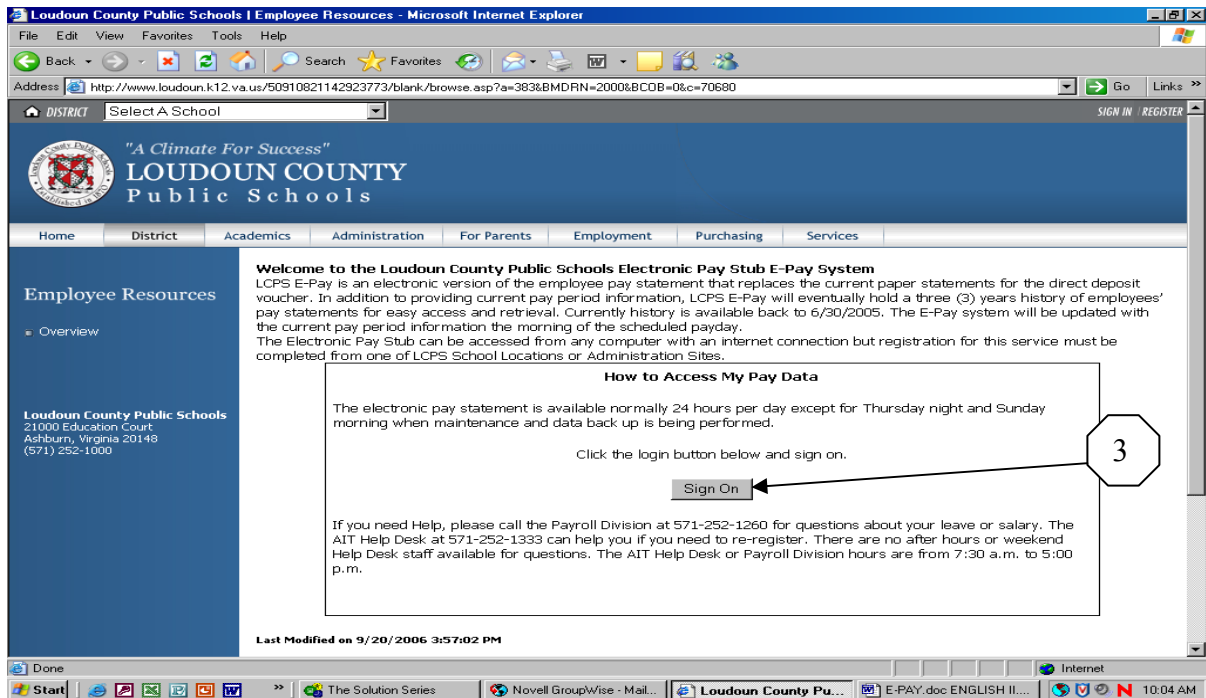 Loudoun County Public Schools | Employee Resources - Microsoft Internet Explorer
File Edit View Favorites Tools Help
Back Search Favorites
Address http://www.loudoun.k12.va.us/50910821142923773/blank/browse.asp?a=383&BMDRN=2000&BCOB=0&c=70680 Go Links »
DISTRICT Select A School SIGN IN | REGISTER
"A Climate For Success"
LOUDOUN COUNTY
Public Schools
Home District Academics Administration For Parents Employment Purchasing Services
Employee Resources
Overview
Loudoun County Public Schools
21000 Education Court
Ashburn, Virginia 20148
(571) 252-1000
Welcome to the Loudoun County Public Schools Electronic Pay Stub E-Pay System
LCPS E-Pay is an electronic version of the employee pay statement that replaces the current paper statements for the direct deposit
voucher. In addition to providing current pay period information, LCPS E-Pay will eventually hold a three (3) years history of employees'
pay statements for easy access and retrieval. Currently history is available back to 6/30/2005. The E-Pay system will be updated with
the current pay period information the morning of the scheduled payday.
The Electronic Pay Stub can be accessed from any computer with an internet connection but registration for this service must be
completed from one of LCPS School Locations or Administration Sites.
How to Access My Pay Data
The electronic pay statement is available normally 24 hours per day except for Thursday night and Sunday
morning when maintenance and data back up is being performed.
Click the login button below and sign on.
Sign On
3
If you need Help, please call the Payroll Division at 571-252-1260 for questions about your leave or salary. The
AIT Help Desk at 571-252-1333 can help you if you need to re-register. There are no after hours or weekend
Help Desk staff available for questions. The AIT Help Desk or Payroll Division hours are from 7:30 a.m. to 5:00
p.m.
Last Modified on 9/20/2006 3:57:02 PM
Done Internet
Start » The Solution Series Novell GroupWise - Mail... Loudoun County Pu... E-PAY.doc ENGLISH II.... 10:04 AM